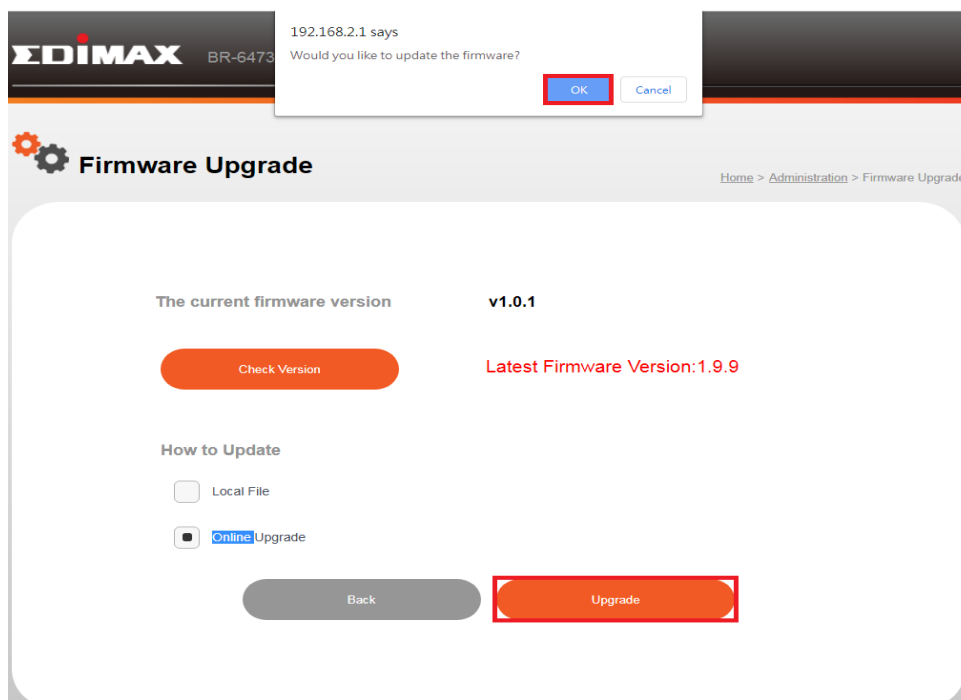 192.168.2.1 says
Would you like to update the firmware?
OK Cancel
EDIMAX BR-6473
Firmware Upgrade
Home > Administration > Firmware Upgrade
The current firmware version v1.0.1
Check Version Latest Firmware Version:1.9.9
How to Update
Local File
Online Upgrade
Back Upgrade